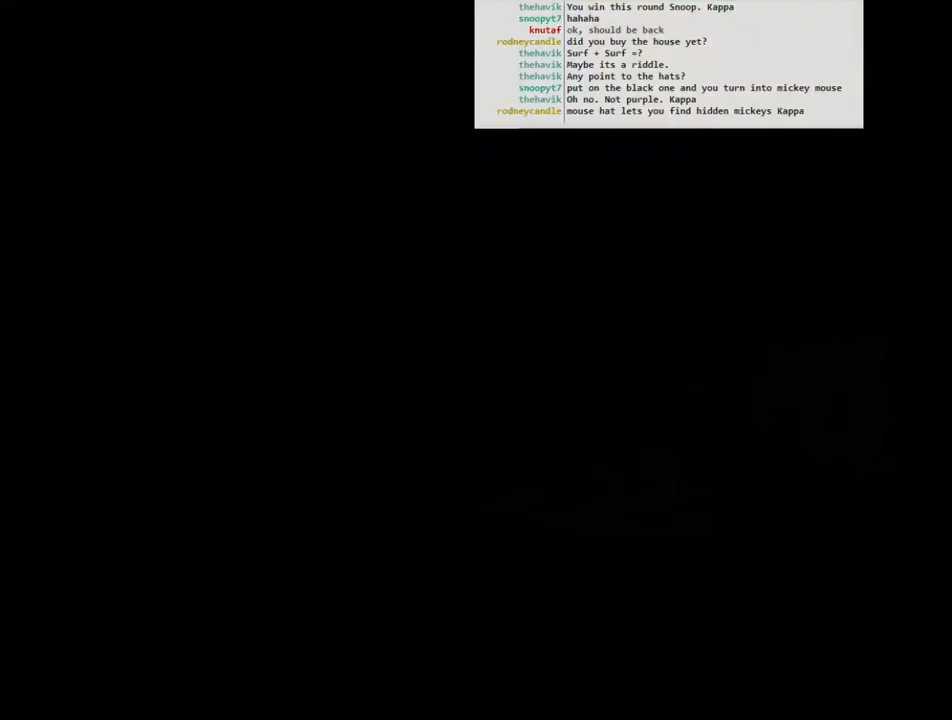 thehavik You win this round Snoop. Kappa
snoopyt7 hahaha
knutaf ok, should be back
rodneycandle did you buy the house yet?
thehavik Surf + Surf =?
thehavik Maybe its a riddle.
thehavik Any point to the hats?
snoopyt7 put on the black one and you turn into mickey mouse
thehavik Oh no. Not purple. Kappa
rodneycandle mouse hat lets you find hidden mickeys Kappa